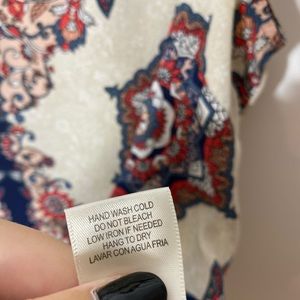 HAND WASH COLD
DO NOT BLEACH
LOW IRON IF NEEDED
HANG TO DRY
LAVAR CON AGUA FRIA